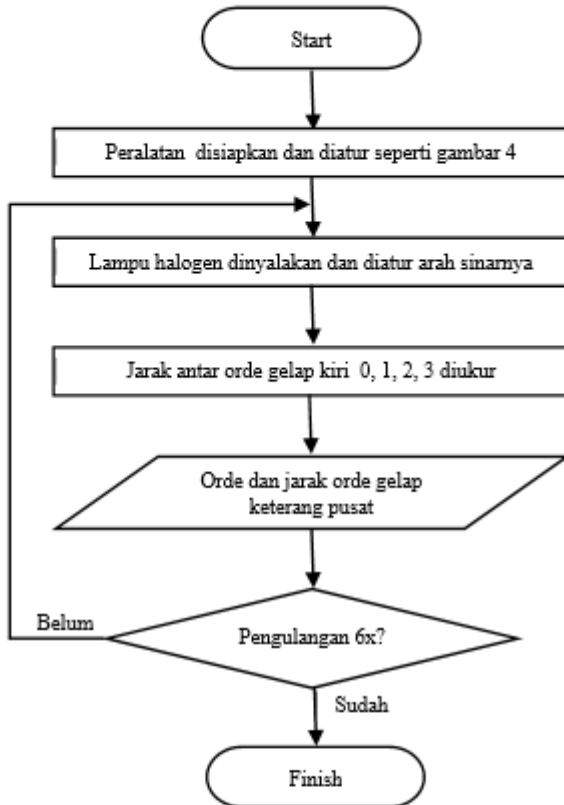 Start
Peralatan disiapkan dan diatur seperti gambar 4
Lampu halogen dinyalakan dan diatur arah sinarnya
Jarak antar orde gelap kiri 0, 1, 2, 3 diukur
Orde dan jarak orde gelap
keterang pusat
Belum
Pengulangan 6x?
Sudah
Finish